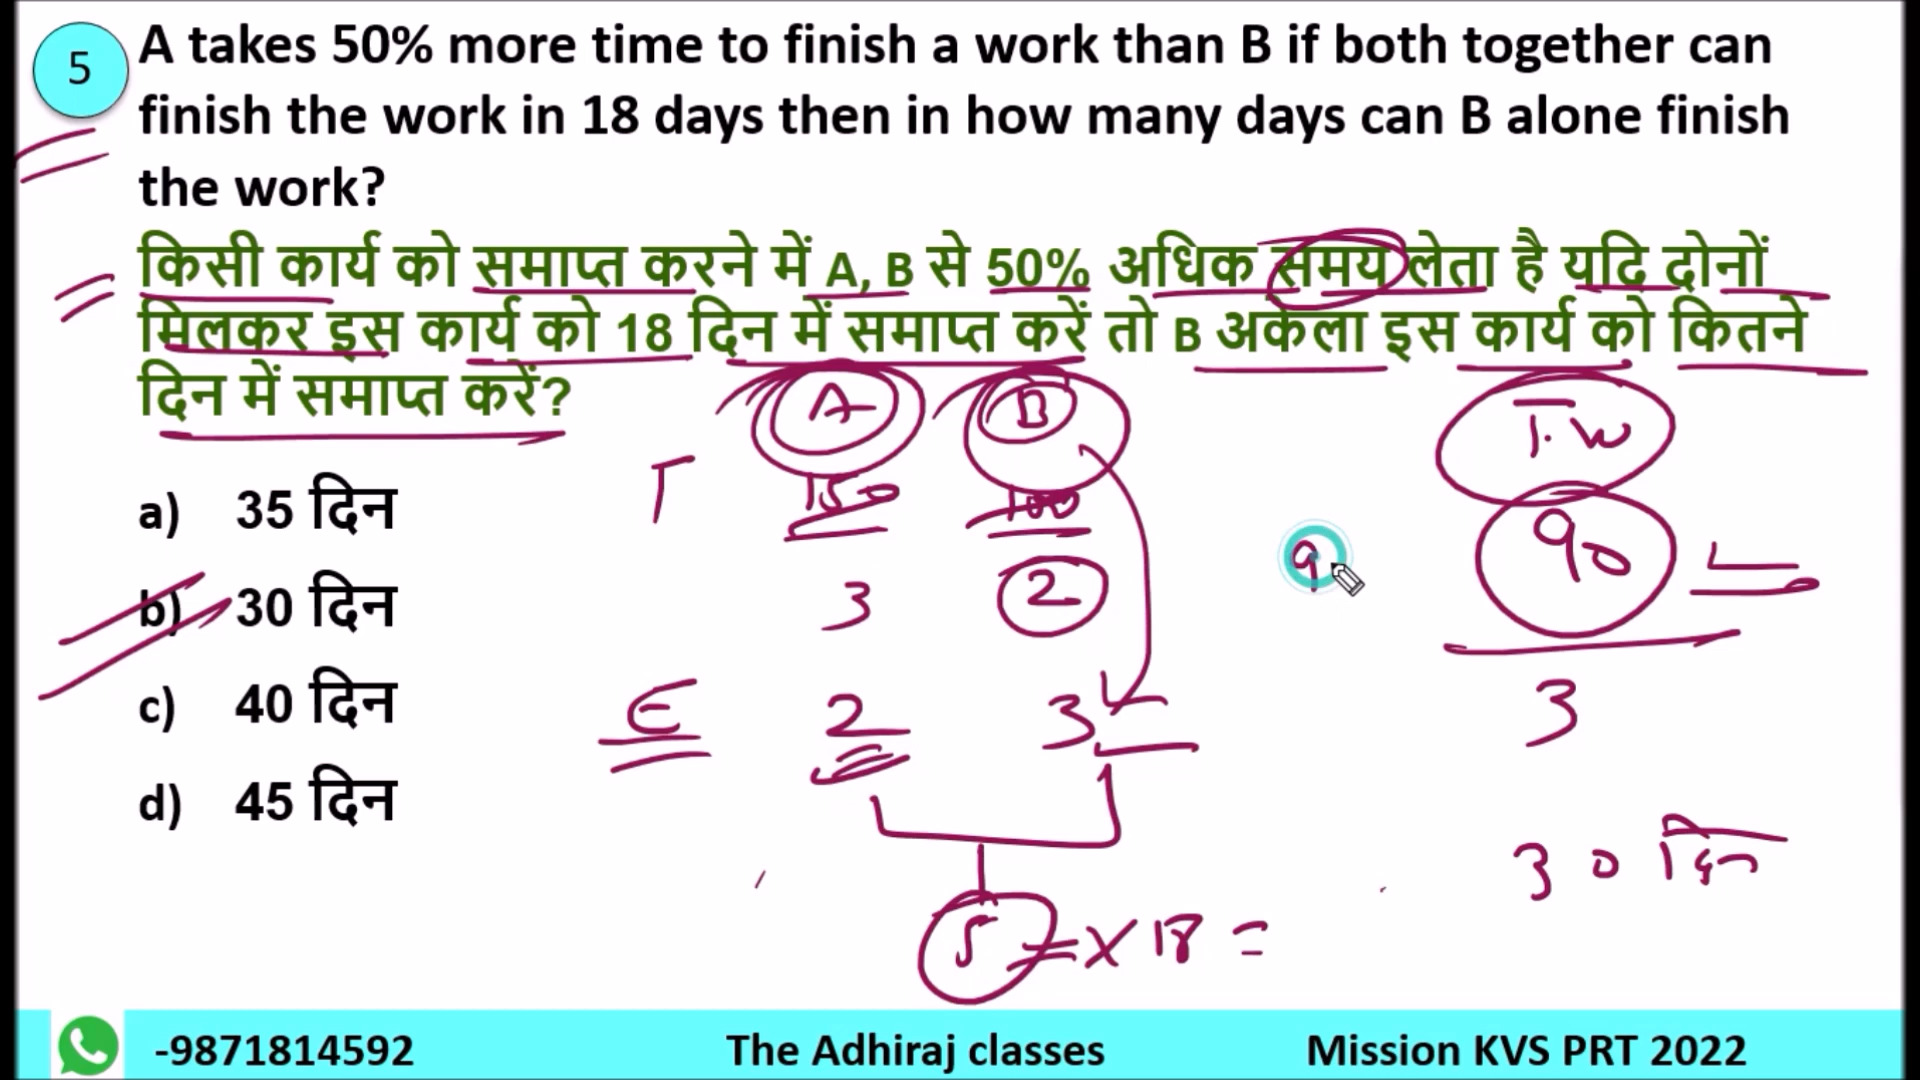 5
A takes 50% more time to finish a work than B if both together can
finish the work in 18 days then in how many days can B alone finish
the work?
किसी कार्य को समाप्त करने में A, B से 50% अधिक समय लेता है यदि दोनों
मिलकर इस कार्य को 18 दिन में समाप्त करें तो B अकेला इस कार्य को कितने
दिन में समाप्त करें?
A B T.W
a) 35 दिन
T 150 100
90
9
b) 30 दिन
3 2
c) 40 दिन
E 2 3
3
d) 45 दिन
30 दिन
5 = X 18 =
-9871814592 The Adhiraj classes Mission KVS PRT 2022